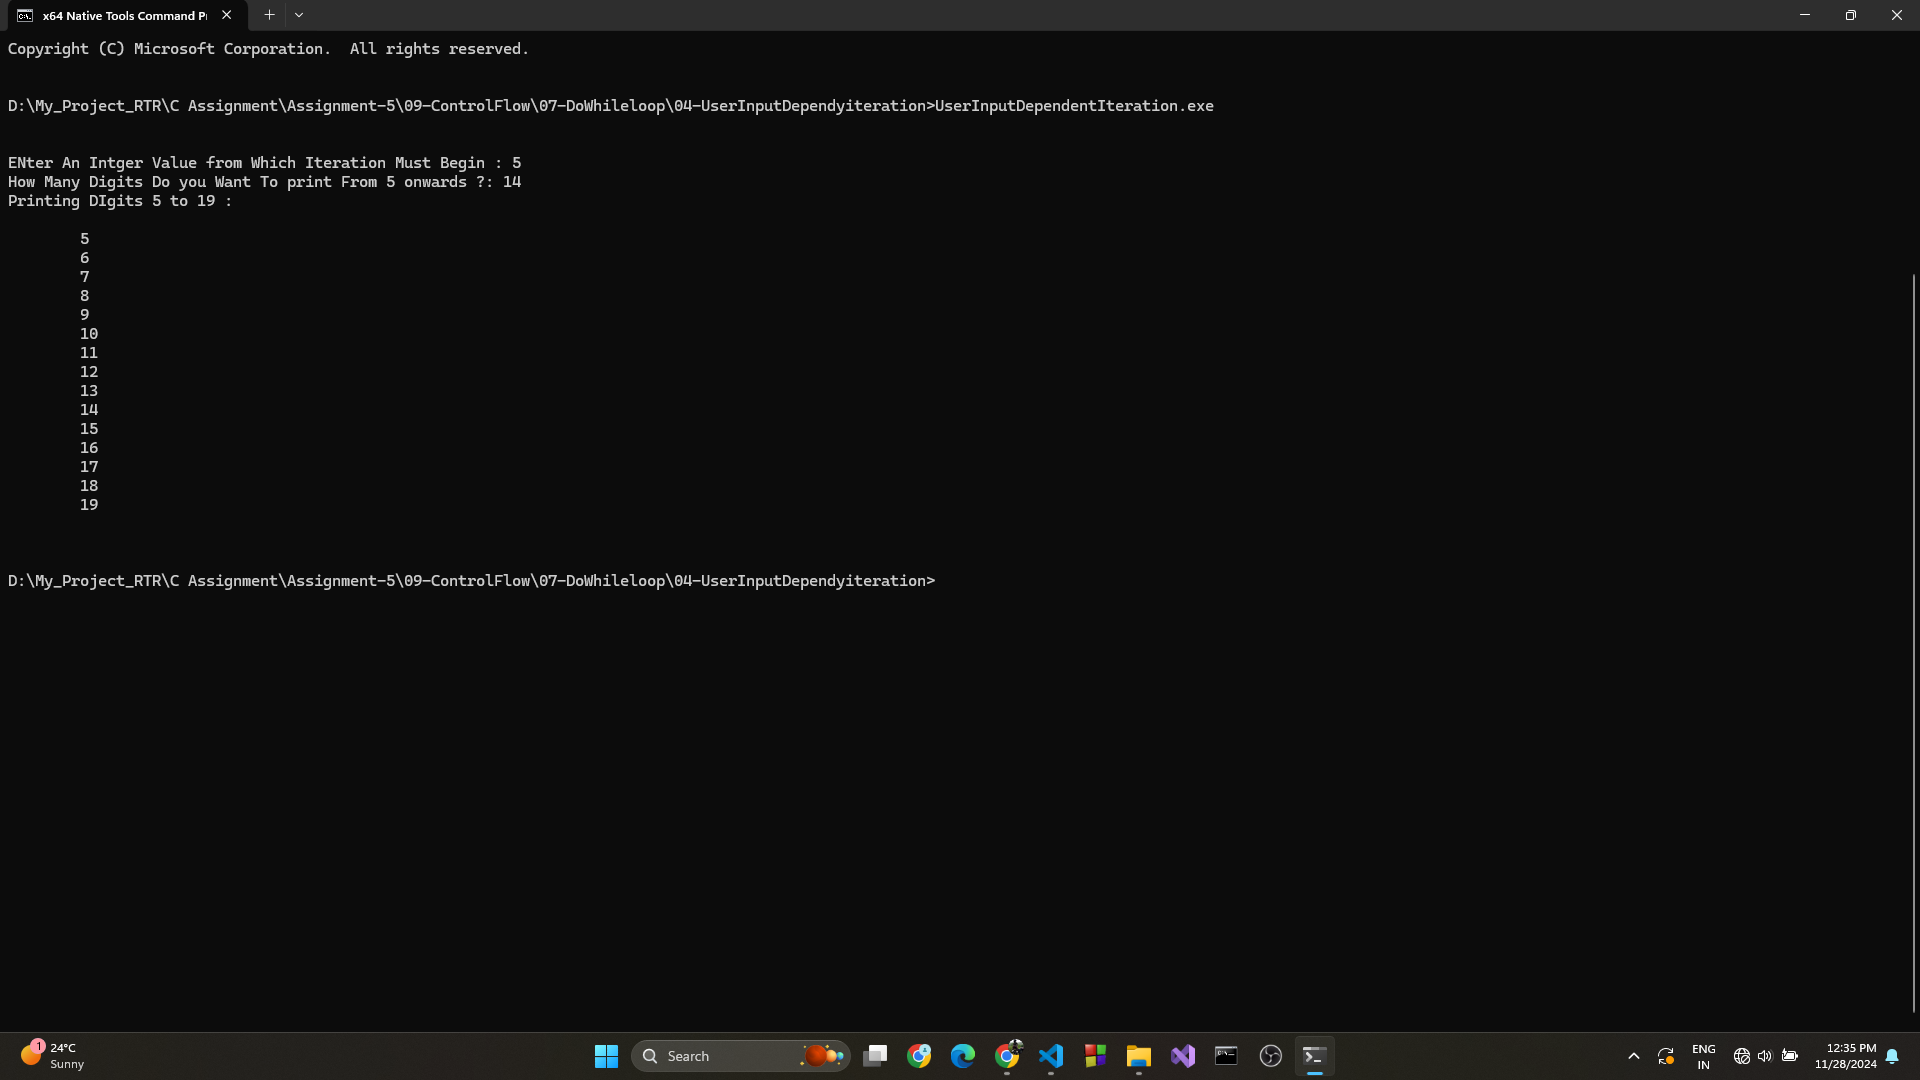 x64 Native Tools Command P
Copyright (C) Microsoft Corporation.  All rights reserved.
D:\My_Project_RTR\C Assignment\Assignment-5\09-ControlFlow\07-DoWhileloop\04-UserInputDependyiteration>UserInputDependentIteration.exe
ENter An Intger Value from Which Iteration Must Begin : 5
How Many Digits Do you Want To print From 5 onwards ?: 14
Printing DIgits 5 to 19 :
5
6
7
8
9
10
11
12
13
14
15
16
17
18
19
D:\My_Project_RTR\C Assignment\Assignment-5\09-ControlFlow\07-DoWhileloop\04-UserInputDependyiteration>
1
24°C
Sunny
Search
ENG
IN
12:35 PM
11/28/2024